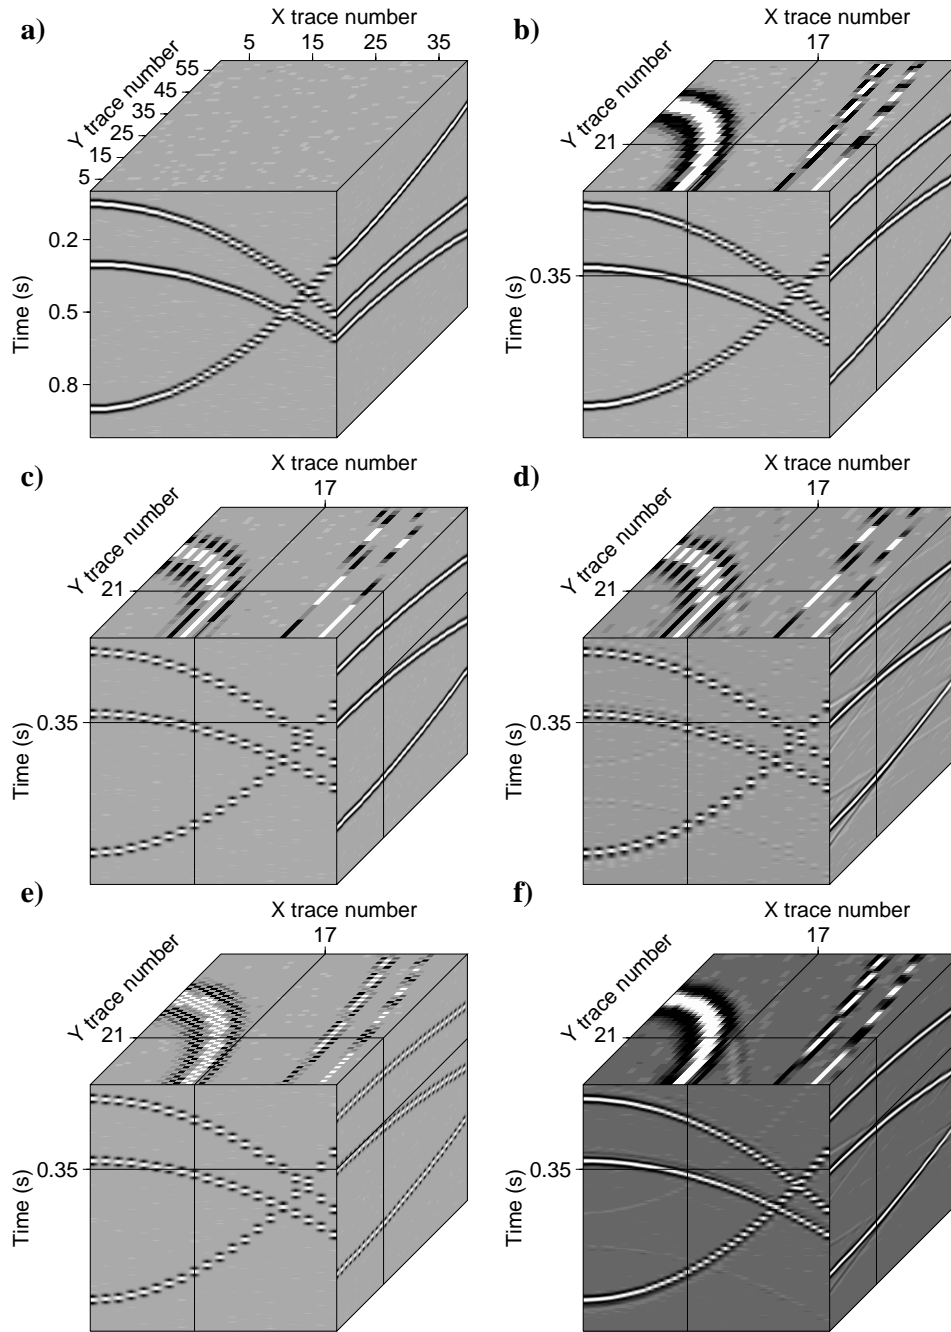 a)
X trace number
5 15 25 35
Y trace number
55
45
35
25
15
5
0.2
0.5
0.8
Time (s)
b)
X trace number
17
Y trace number
21
0.35
Time (s)
c)
X trace number
17
Y trace number
21
0.35
Time (s)
d)
X trace number
17
Y trace number
21
0.35
Time (s)
e)
X trace number
17
Y trace number
21
0.35
Time (s)
f)
X trace number
17
Y trace number
21
0.35
Time (s)